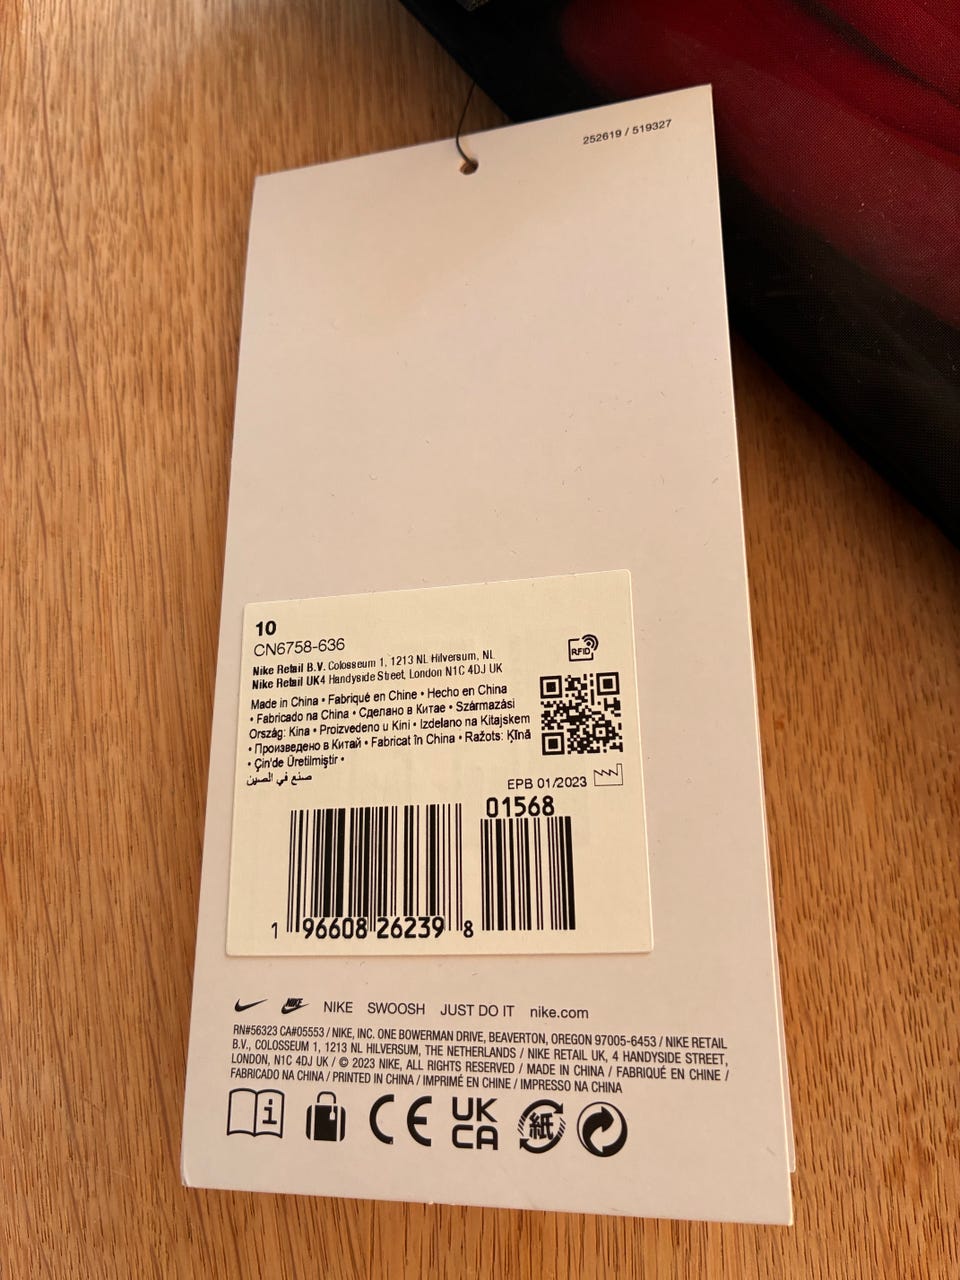 252619 / 519327
10
CN6758-636
RFID
Nike Retail B.V. Colosseum 1, 1213 NL Hilversum, NL
Nike Retail UK4 Handyside Street, London N1C 4DJ UK
Made in China • Fabriqué en Chine • Hecho en China
• Fabricado na China • Сделано в Китае • Származási
Ország: Kina • Proizvedeno u Kini • Izdelano na Kitajskem
• Произведено в Китай • Fabricat în China • Ražots: Ķīnā
• Çin'de Üretilmiştir •
صنع في الصين
EPB 01/2023
01568
1 96608 26239 8
NIKE NIKE SWOOSH JUST DO IT nike.com
RN#56323 CA#05553 / NIKE, INC. ONE BOWERMAN DRIVE, BEAVERTON, OREGON 97005-6453 / NIKE RETAIL
B.V., COLOSSEUM 1, 1213 NL HILVERSUM, THE NETHERLANDS / NIKE RETAIL UK, 4 HANDYSIDE STREET,
LONDON, N1C 4DJ UK / © 2023 NIKE, ALL RIGHTS RESERVED / MADE IN CHINA / FABRIQUÉ EN CHINE /
FABRICADO NA CHINA / PRINTED IN CHINA / IMPRIMÉ EN CHINE / IMPRESSO NA CHINA
i CE UK CA 紙